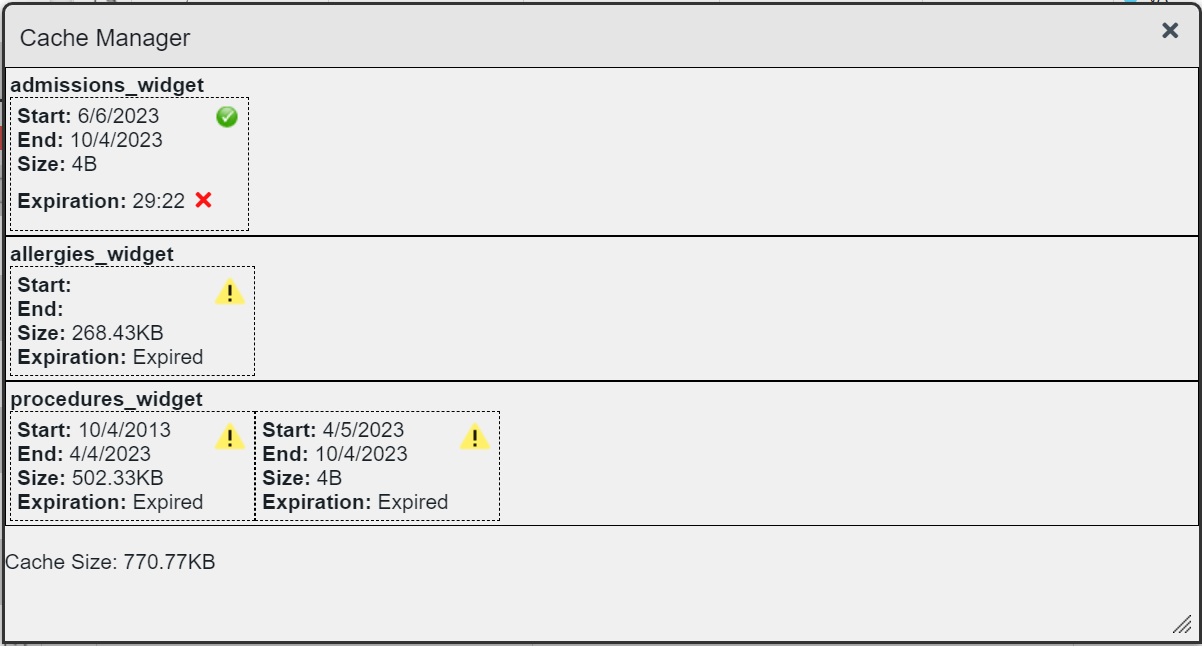 Cache Manager
admissions_widget
Start: 6/6/2023
End: 10/4/2023
Size: 4B
Expiration: 29:22
allergies_widget
Start:
End:
Size: 268.43KB
Expiration: Expired
procedures_widget
Start: 10/4/2013
End: 4/4/2023
Size: 502.33KB
Expiration: Expired
Start: 4/5/2023
End: 10/4/2023
Size: 4B
Expiration: Expired
Cache Size: 770.77KB